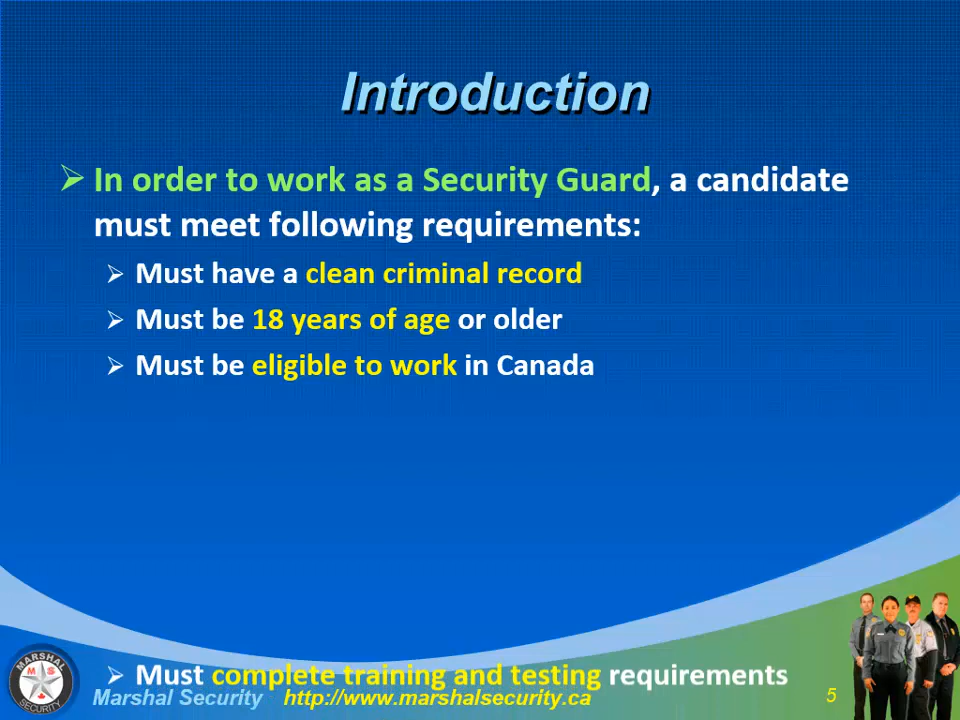 Introduction
In order to work as a Security Guard, a candidate
must meet following requirements:
Must have a clean criminal record
Must be 18 years of age or older
Must be eligible to work in Canada
Must complete training and testing requirements
Marshal Security http://www.marshalsecurity.ca
5
MARSHAL
M S
SECURITY